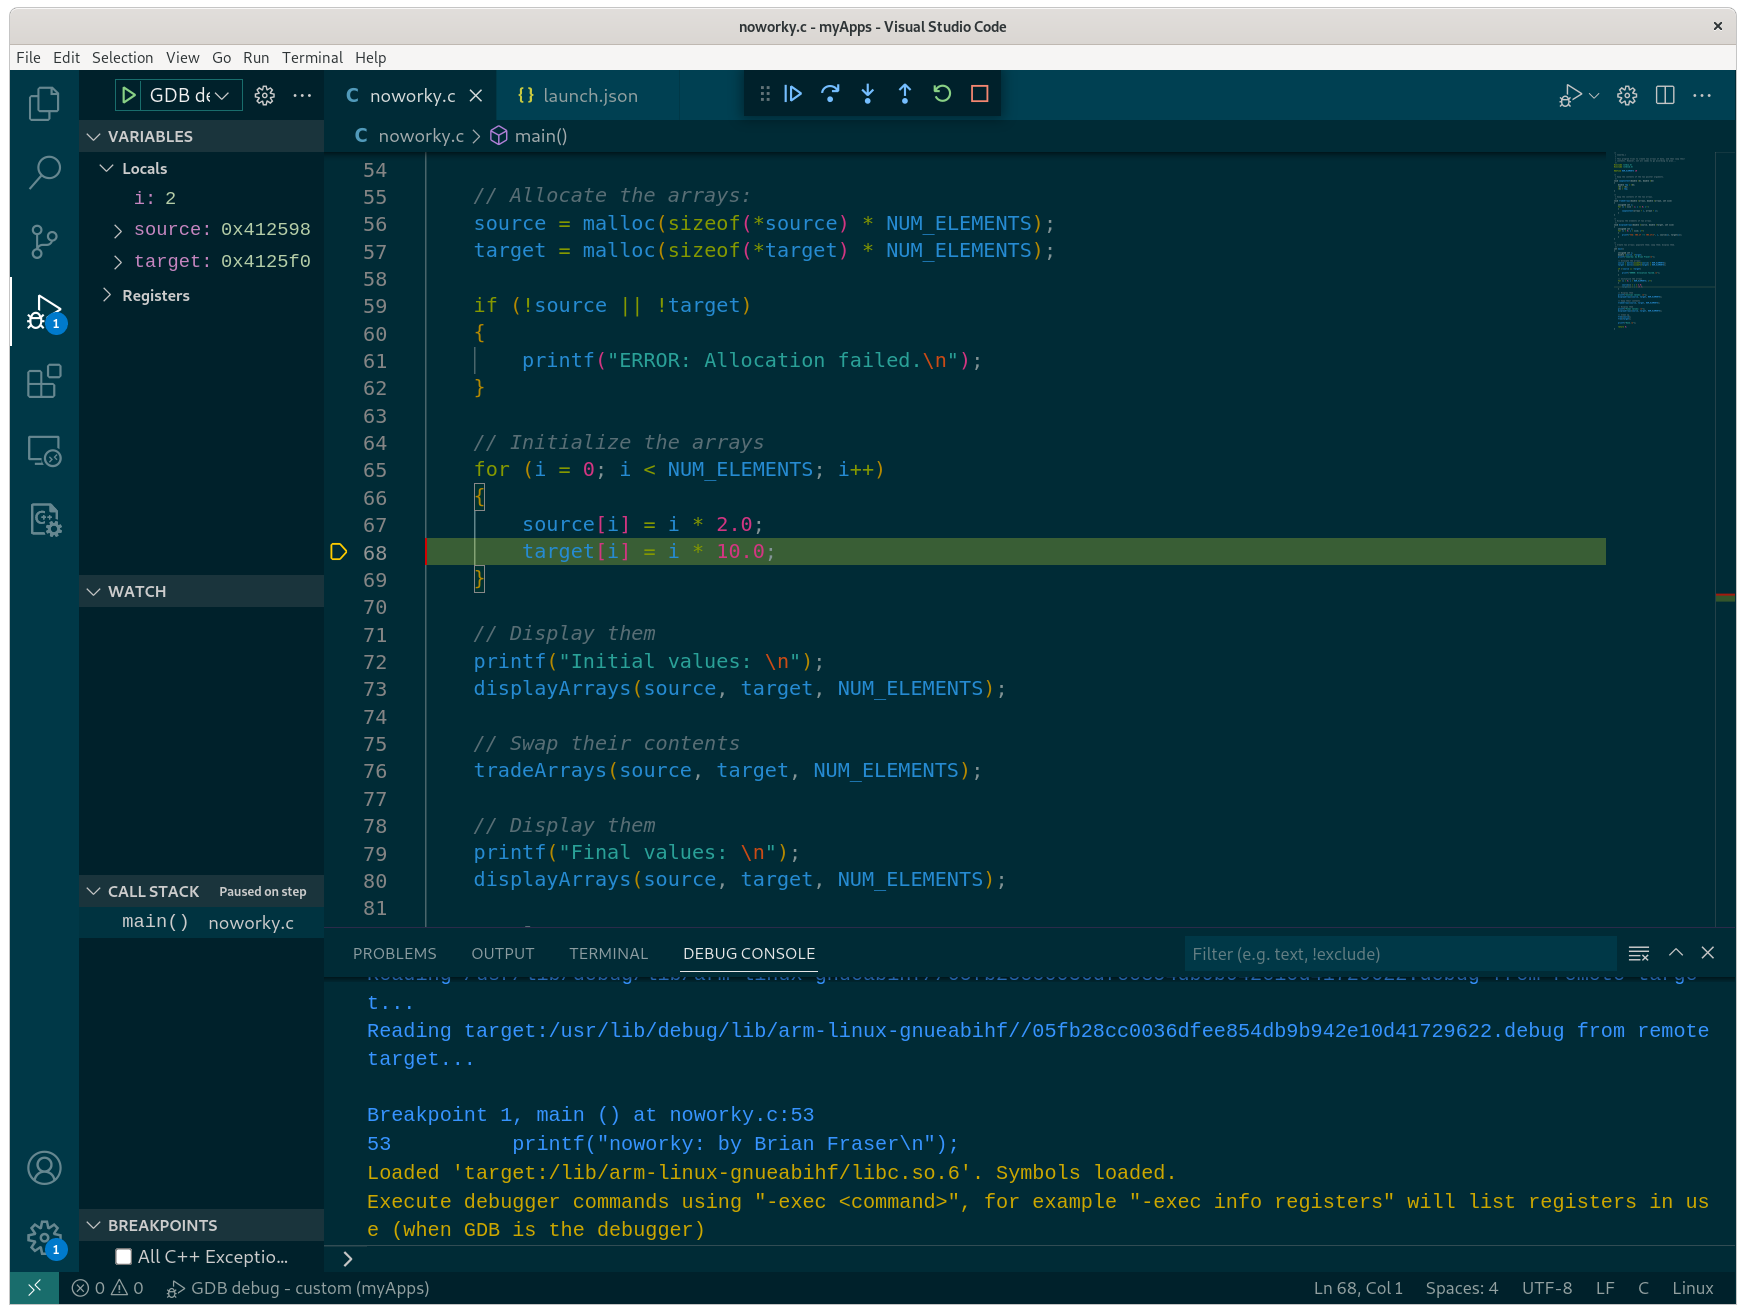 noworky.c - myApps - Visual Studio Code
File Edit Selection View Go Run Terminal Help
GDB de
noworky.c
launch.json
VARIABLES
Locals
i: 2
source: 0x412598
target: 0x4125f0
Registers
WATCH
CALL STACK Paused on step
main() noworky.c
BREAKPOINTS
All C++ Exceptio...
1
1
noworky.c > main()
54
55 // Allocate the arrays:
56 source = malloc(sizeof(*source) * NUM_ELEMENTS);
57 target = malloc(sizeof(*target) * NUM_ELEMENTS);
58
59 if (!source || !target)
60 {
61 printf("ERROR: Allocation failed.\n");
62 }
63
64 // Initialize the arrays
65 for (i = 0; i < NUM_ELEMENTS; i++)
66 {
67 source[i] = i * 2.0;
68 target[i] = i * 10.0;
69 }
70
71 // Display them
72 printf("Initial values: \n");
73 displayArrays(source, target, NUM_ELEMENTS);
74
75 // Swap their contents
76 tradeArrays(source, target, NUM_ELEMENTS);
77
78 // Display them
79 printf("Final values: \n");
80 displayArrays(source, target, NUM_ELEMENTS);
81
PROBLEMS OUTPUT TERMINAL DEBUG CONSOLE
Filter (e.g. text, !exclude)
t...
Reading target:/usr/lib/debug/lib/arm-linux-gnueabihf//05fb28cc0036dfee854db9b942e10d41729622.debug from remote
target...
Breakpoint 1, main () at noworky.c:53
53 printf("noworky: by Brian Fraser\n");
Loaded 'target:/lib/arm-linux-gnueabihf/libc.so.6'. Symbols loaded.
Execute debugger commands using "-exec <command>", for example "-exec info registers" will list registers in us
e (when GDB is the debugger)
0 0 GDB debug - custom (myApps)
Ln 68, Col 1 Spaces: 4 UTF-8 LF C Linux